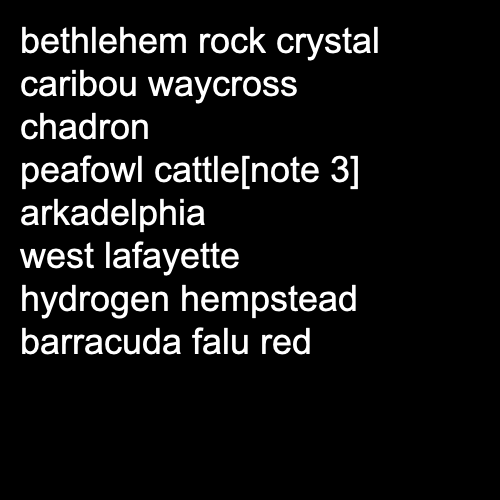 bethlehem rock crystal
caribou waycross
chadron
peafowl cattle[note 3]
arkadelphia
west lafayette
hydrogen hempstead
barracuda falu red